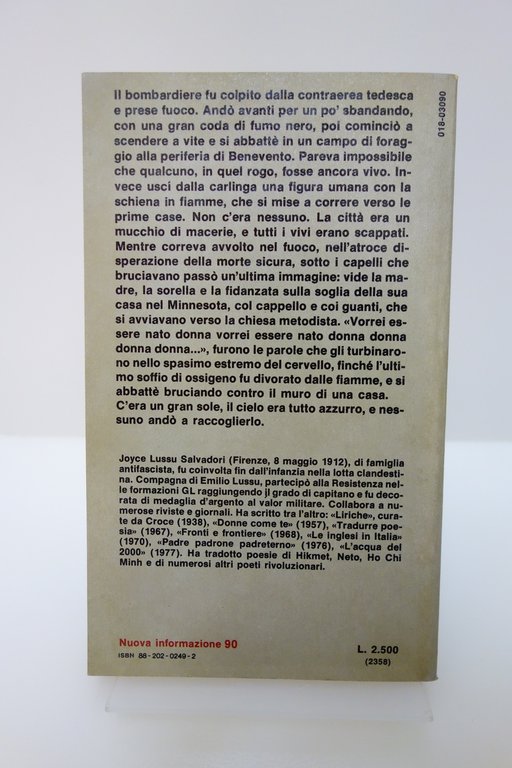 Il bombardiere fu colpito dalla contraerea tedesca
e prese fuoco. Andò avanti per un po' sbandando,
con una gran coda di fumo nero, poi cominciò a
scendere a vite e si abbattè in un campo di forag-
gio alla periferia di Benevento. Pareva impossibile
che qualcuno, in quel rogo, fosse ancora vivo. In-
vece uscì dalla carlinga una figura umana con la
schiena in fiamme, che si mise a correre verso le
prime case. Non c'era nessuno. La città era un
mucchio di macerie, e tutti i vivi erano scappati.
Mentre correva avvolto nel fuoco, nell'atroce di-
sperazione della morte sicura, sotto i capelli che
bruciavano passò un'ultima immagine: vide la ma-
dre, la sorella e la fidanzata sulla soglia della sua
casa nel Minnesota, col cappello e coi guanti, che
si avviavano verso la chiesa metodista. «Vorrei es-
sere nato donna vorrei essere nato donna donna
donna donna...», furono le parole che gli turbinaro-
no nello spasimo estremo del cervello, finché l'ulti-
mo soffio di ossigeno fu divorato dalle fiamme, e si
abbattè bruciando contro il muro di una casa.
C'era un gran sole, il cielo era tutto azzurro, e nes-
suno andò a raccoglierlo.
Joyce Lussu Salvadori (Firenze, 8 maggio 1912), di famiglia
antifascista, fu coinvolta fin dall'infanzia nella lotta clandesti-
na. Compagna di Emilio Lussu, partecipò alla Resistenza nel-
le formazioni GL raggiungendo il grado di capitano e fu deco-
rata di medaglia d'argento al valor militare. Collabora a nu-
merose riviste e giornali. Ha scritto tra l'altro: «Liriche», cura-
te da Croce (1938), «Donne come te» (1957), «Tradurre poe-
sia» (1967), «Fronti e frontiere» (1968), «Le inglesi in Italia»
(1970), «Padre padrone padreterno» (1976), «L'acqua del
2000» (1977). Ha tradotto poesie di Hikmet, Neto, Ho Chi
Minh e di numerosi altri poeti rivoluzionari.
Nuova informazione 90
ISBN 88-202-0249-2
L. 2.500
(2358)
018-03090